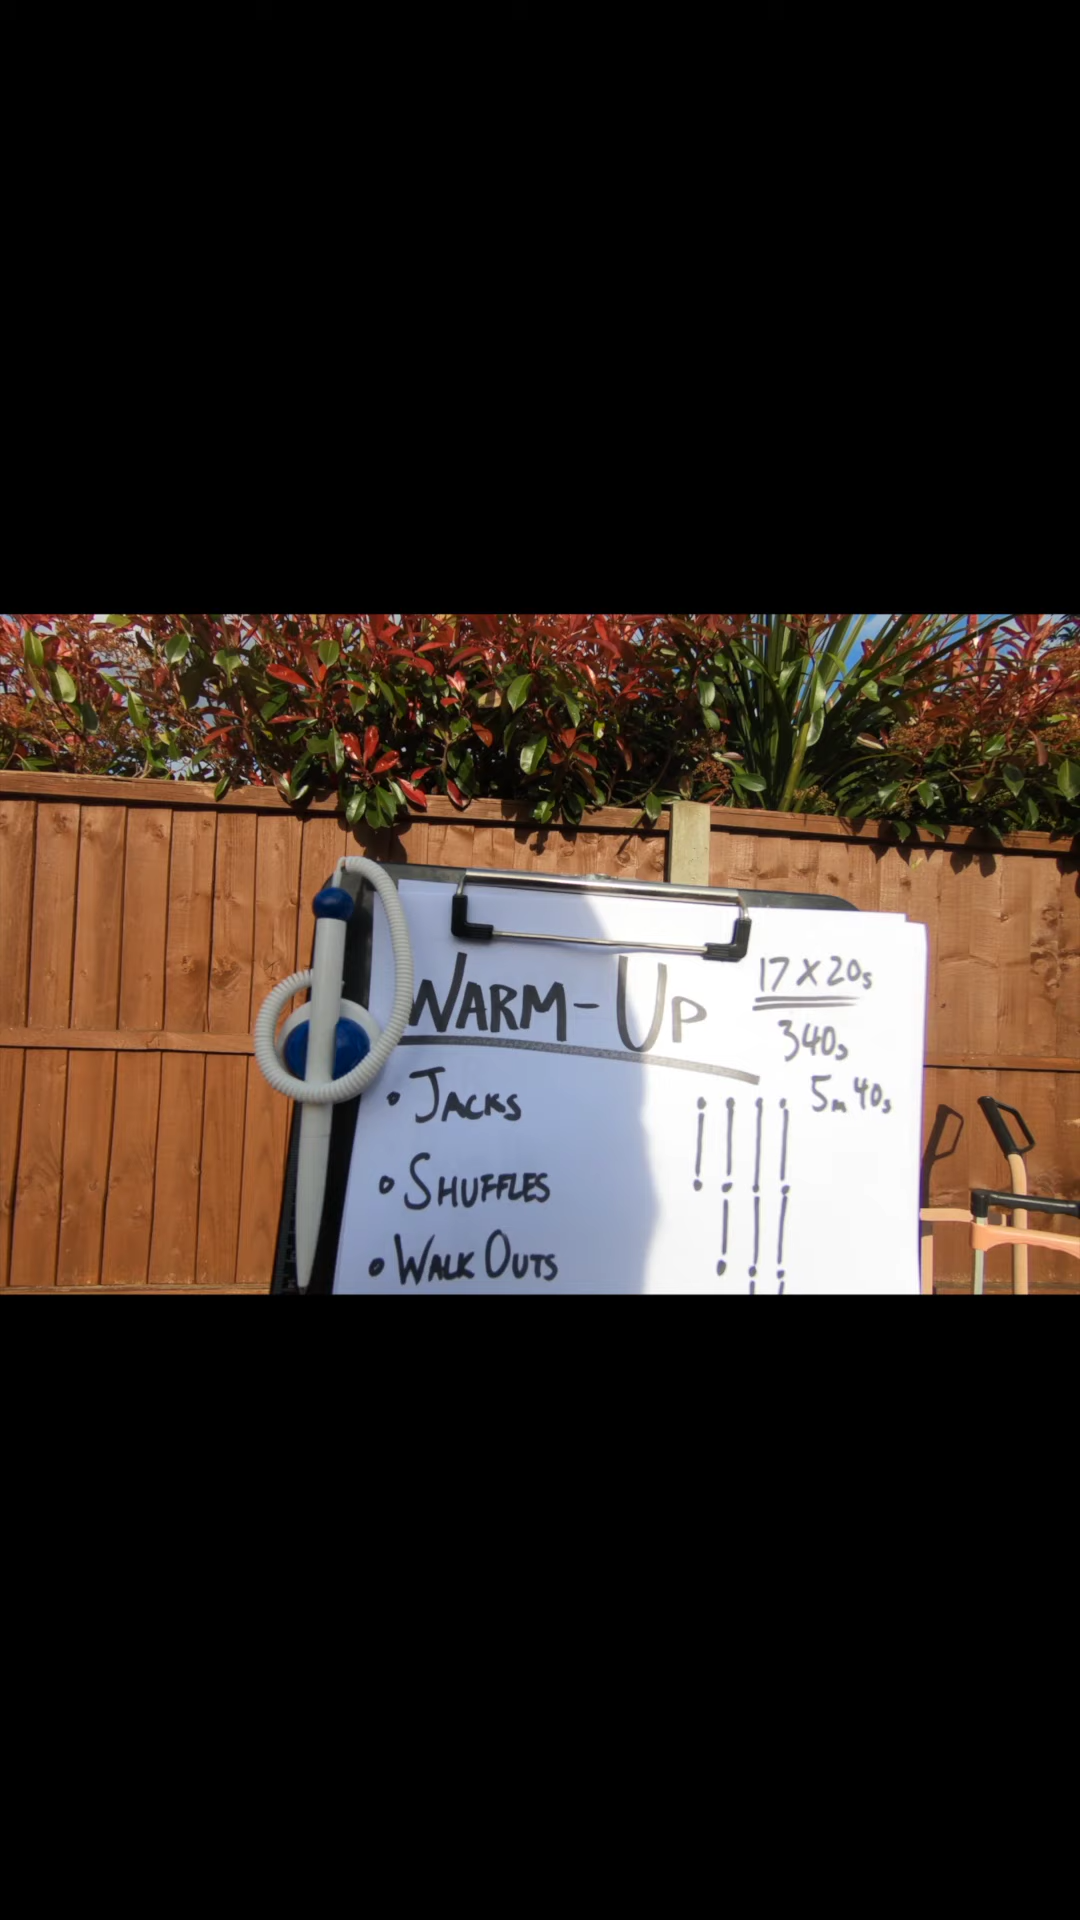 WARM-UP
17 X 20s
340s
5m 40s
• JACKS
• SHUFFLES
• WALK OUTS